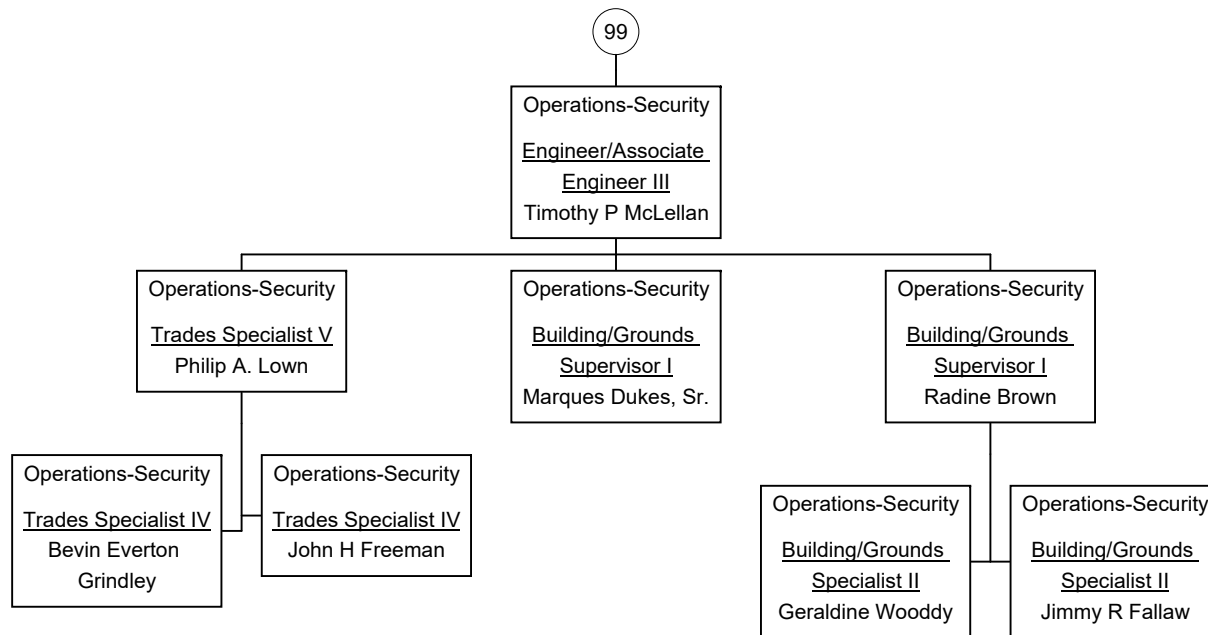 99
Operations-Security
Engineer/Associate
Engineer III
Timothy P McLellan
Operations-Security
Trades Specialist V
Philip A. Lown
Operations-Security
Building/Grounds
Supervisor I
Marques Dukes, Sr.
Operations-Security
Building/Grounds
Supervisor I
Radine Brown
Operations-Security
Trades Specialist IV
Bevin Everton
Grindley
Operations-Security
Trades Specialist IV
John H Freeman
Operations-Security
Building/Grounds
Specialist II
Geraldine Wooddy
Operations-Security
Building/Grounds
Specialist II
Jimmy R Fallaw